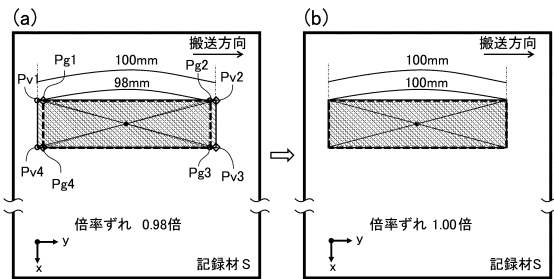 (a)
搬送方向
100mm
Pg1
Pg2
Pv1
Pv2
98mm
Pv4
Pg4
Pg3
Pv3
倍率ずれ 0.98倍
y
x
記録材S
(b)
搬送方向
100mm
100mm
倍率ずれ 1.00倍
y
x
記録材S